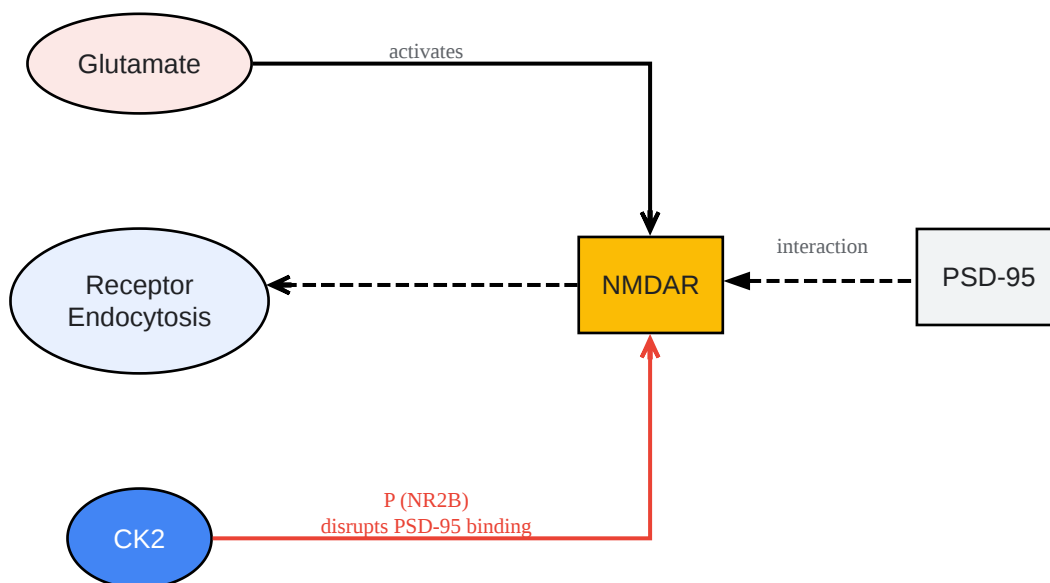 Glutamate
activates
Receptor
Endocytosis
NMDAR
interaction
PSD-95
CK2
P (NR2B)
disrupts PSD-95 binding